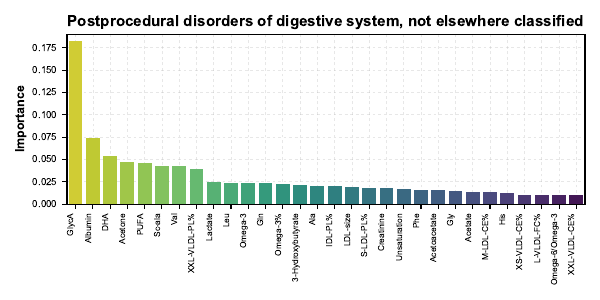 Postprocedural disorders of digestive system, not elsewhere classified
Importance
0.175
0.150
0.125
0.100
0.075
0.050
0.025
0.000
GlycA
Albumin
DHA
Acetone
PUFA
Val
XXL-VLDL-PL%
Lactate
Leu
Omega-3
Gln
Omega-3%
3-Hydroxybutyrate
Ala
IDL-PL%
LDL-size
S-LDL-PL%
Creatinine
Unsaturation
Phe
Acetoacetate
Gly
Acetate
M-LDL-CE%
His
XS-VLDL-CE%
L-VLDL-FC%
Omega-6/Omega-3
XXL-VLDL-CE%